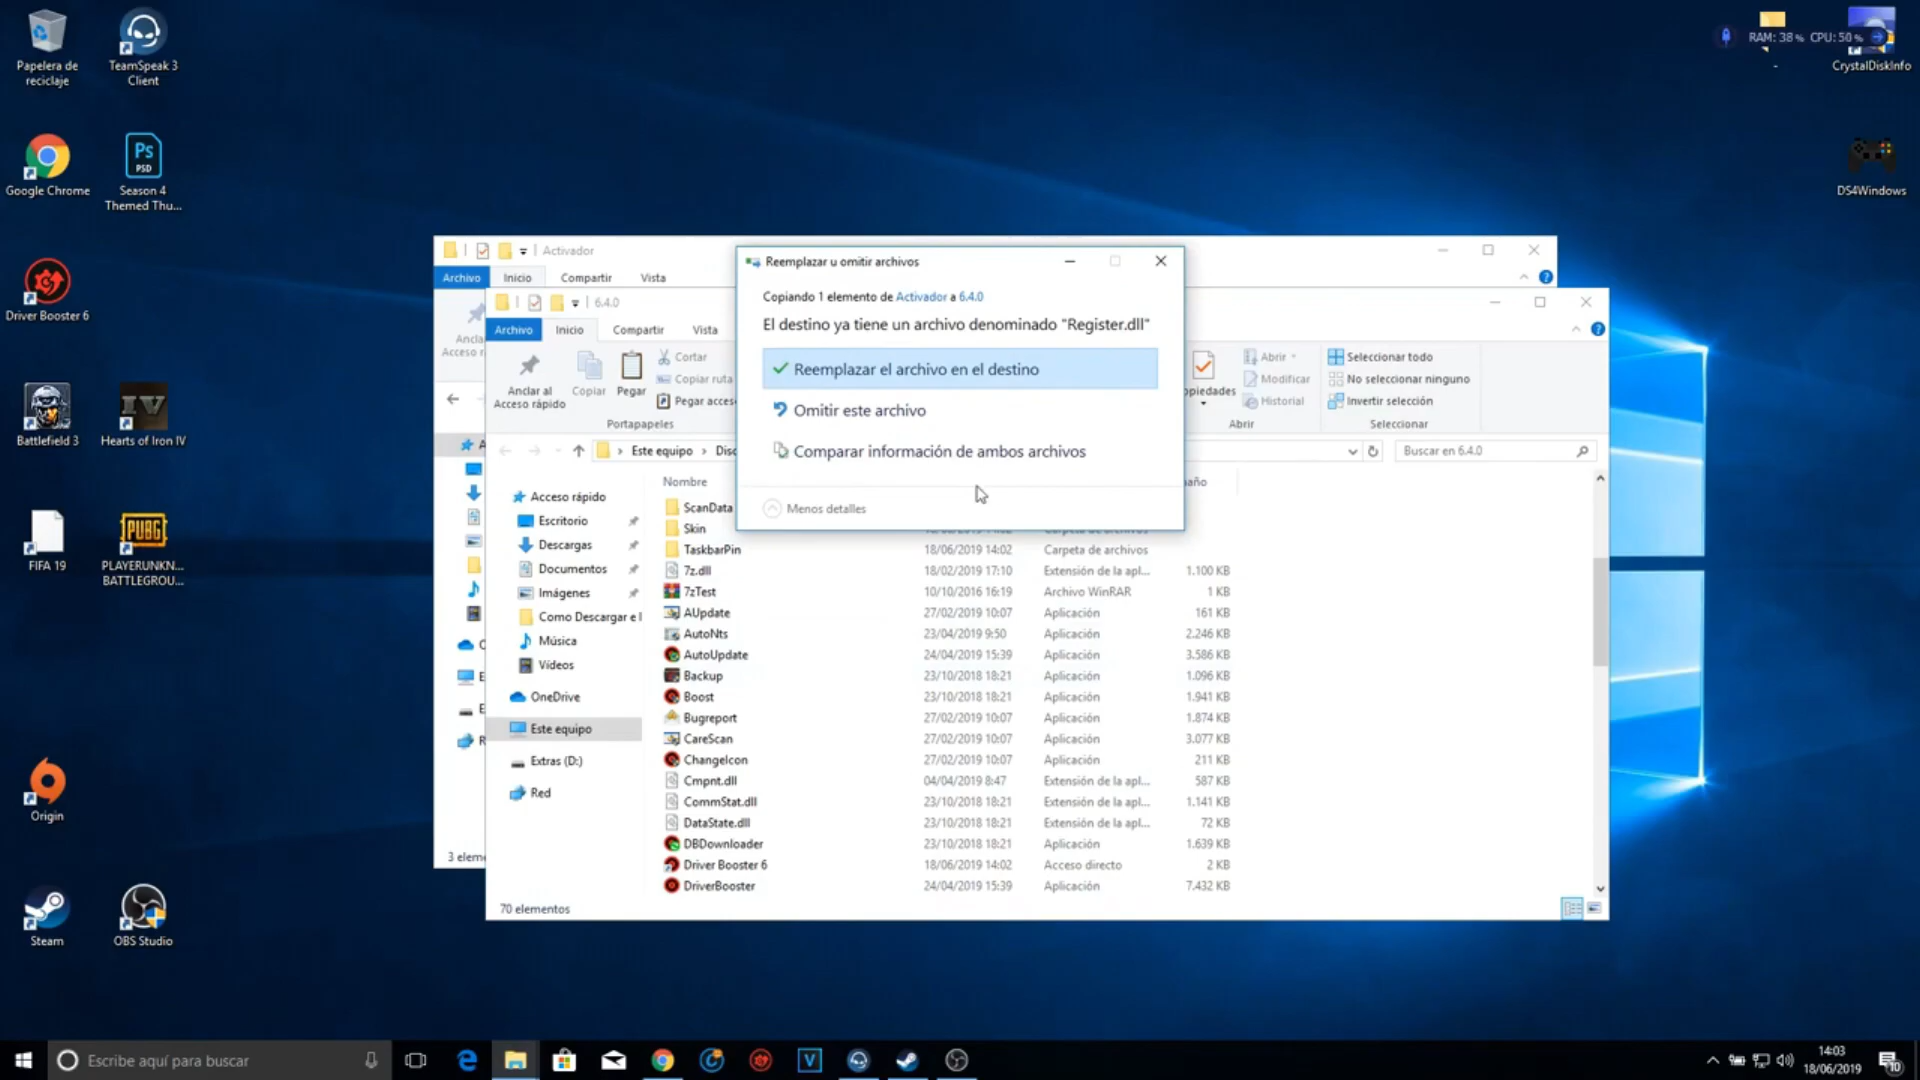 Papelera de
reciclaje
TeamSpeak 3
Client
RAM: 38 % CPU: 50 %
-
CrystalDiskInfo
Google Chrome
Ps
PSD
Season 4
Themed Thu...
DS4Windows
Driver Booster 6
Battlefield 3
IV
Hearts of Iron IV
FIFA 19
PUBG
PLAYERUNKN...
BATTLEGROU...
Origin
Steam
OBS Studio
Activador
Archivo Inicio Compartir Vista
6.4.0
Archivo Inicio Compartir Vista
Anclar al
Acceso rápido
Copiar
Pegar
Cortar
Copiar ruta
Pegar acces
Portapapeles
Abrir
Modificar
Historial
Abrir
Seleccionar todo
No seleccionar ninguno
Invertir selección
Seleccionar
Este equipo
Buscar en 6.4.0
Reemplazar u omitir archivos
Copiando 1 elemento de Activador a 6.4.0
El destino ya tiene un archivo denominado "Register.dll"
Reemplazar el archivo en el destino
Omitir este archivo
Comparar información de ambos archivos
Menos detalles
Acceso rápido
Escritorio
Descargas
Documentos
Imágenes
Como Descargar e I
Música
Vídeos
OneDrive
Este equipo
Extras (D:)
Red
Nombre
ScanData
Skin
TaskbarPin 18/06/2019 14:02 Carpeta de archivos
7z.dll 18/02/2019 17:10 Extensión de la apl... 1.100 KB
7zTest 10/10/2016 16:19 Archivo WinRAR 1 KB
AUpdate 27/02/2019 10:07 Aplicación 161 KB
AutoNts 23/04/2019 9:50 Aplicación 2.246 KB
AutoUpdate 24/04/2019 15:39 Aplicación 3.586 KB
Backup 23/10/2018 18:21 Aplicación 1.096 KB
Boost 23/10/2018 18:21 Aplicación 1.941 KB
Bugreport 27/02/2019 10:07 Aplicación 1.874 KB
CareScan 27/02/2019 10:07 Aplicación 3.077 KB
ChangeIcon 27/02/2019 10:07 Aplicación 211 KB
Cmpnt.dll 04/04/2019 8:47 Extensión de la apl... 587 KB
CommStat.dll 23/10/2018 18:21 Extensión de la apl... 1.141 KB
DataState.dll 23/10/2018 18:21 Extensión de la apl... 72 KB
DBDownloader 23/10/2018 18:21 Aplicación 1.639 KB
Driver Booster 6 18/06/2019 14:02 Acceso directo 2 KB
DriverBooster 24/04/2019 15:39 Aplicación 7.432 KB
3 elem
70 elementos
Escribe aquí para buscar
14:03
18/06/2019
10